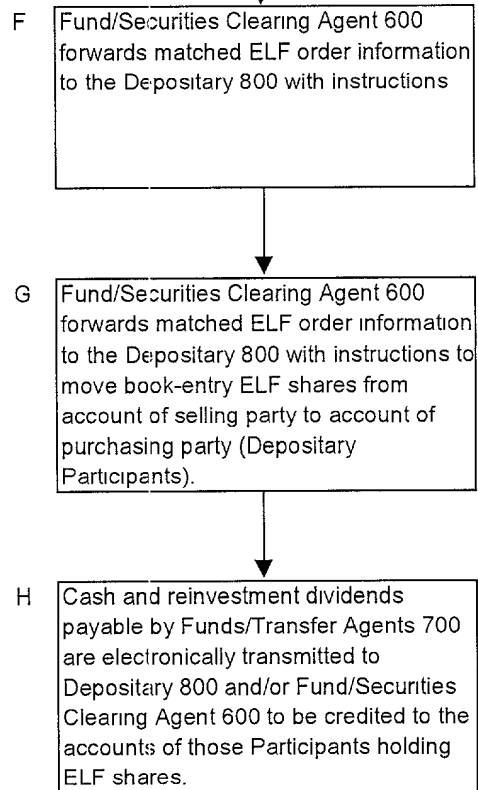 F
Fund/Securities Clearing Agent 600
forwards matched ELF order information
to the Depositary 800 with instructions
G
Fund/Securities Clearing Agent 600
forwards matched ELF order information
to the Depositary 800 with instructions to
move book-entry ELF shares from
account of selling party to account of
purchasing party (Depositary
Participants).
H
Cash and reinvestment dividends
payable by Funds/Transfer Agents 700
are electronically transmitted to
Depositary 800 and/or Fund/Securities
Clearing Agent 600 to be credited to the
accounts of those Participants holding
ELF shares.